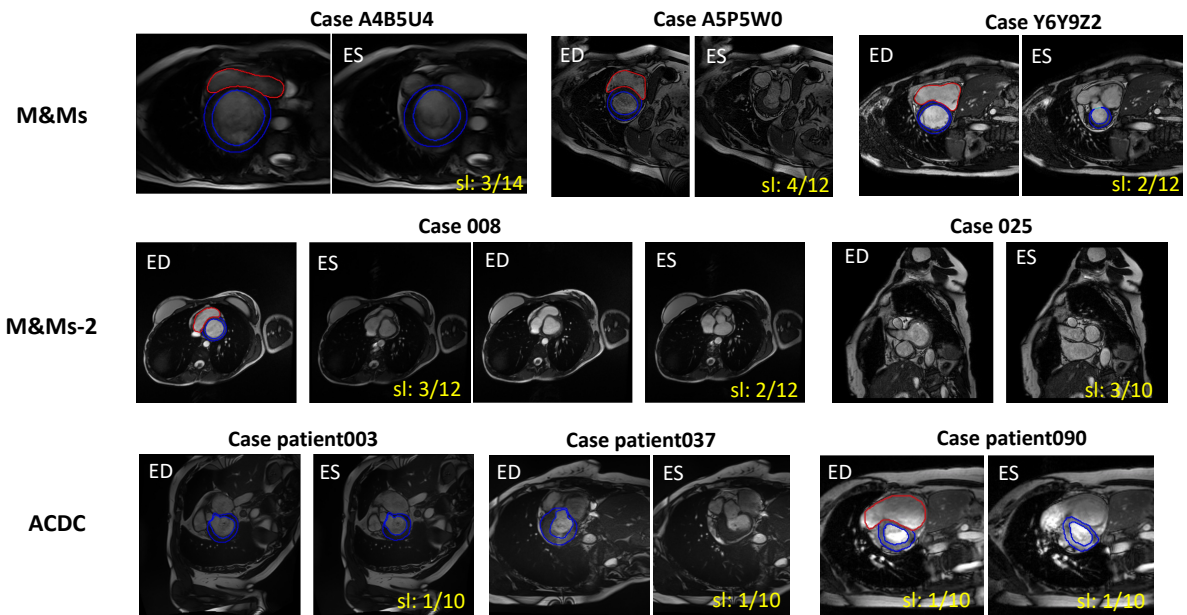 Case A4B5U4 Case A5P5W0 Case Y6Y9Z2
ES ED ES ED ES
M&Ms
sl: 3/14 sl: 4/12 sl: 2/12
Case 008 Case 025
ED ES ED ES ED ES
M&Ms-2
sl: 3/12 sl: 2/12 sl: 3/10
Case patient003 Case patient037 Case patient090
ED ES ED ES ED ES
ACDC
sl: 1/10 sl: 1/10 sl: 1/10 sl: 1/10